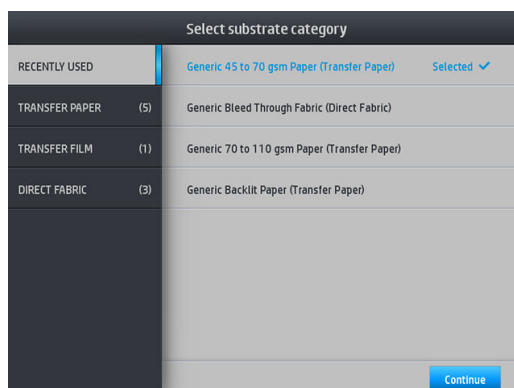 Select substrate category
RECENTLY USED
TRANSFER PAPER (5)
TRANSFER FILM (1)
DIRECT FABRIC (3)
Generic 45 to 70 gsm Paper (Transfer Paper) Selected ✓
Generic Bleed Through Fabric (Direct Fabric)
Generic 70 to 110 gsm Paper (Transfer Paper)
Generic Backlit Paper (Transfer Paper)
Continue